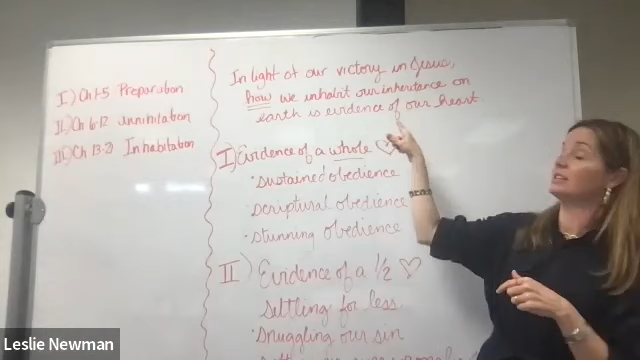 I.) Ch 1-5 Preparation
II.) Ch 6-12 Annihilation
III.) Ch 13-21 Inhabitation
In light of our victory in Jesus,
how we inhabit our inheritance on
earth is evidence of our heart
I) Evidence of a whole ♡
• sustained obedience
• scriptural obedience
• stunning obedience
II) Evidence of a 1/2 ♡
settling for less
• snuggling our sin
Leslie Newman